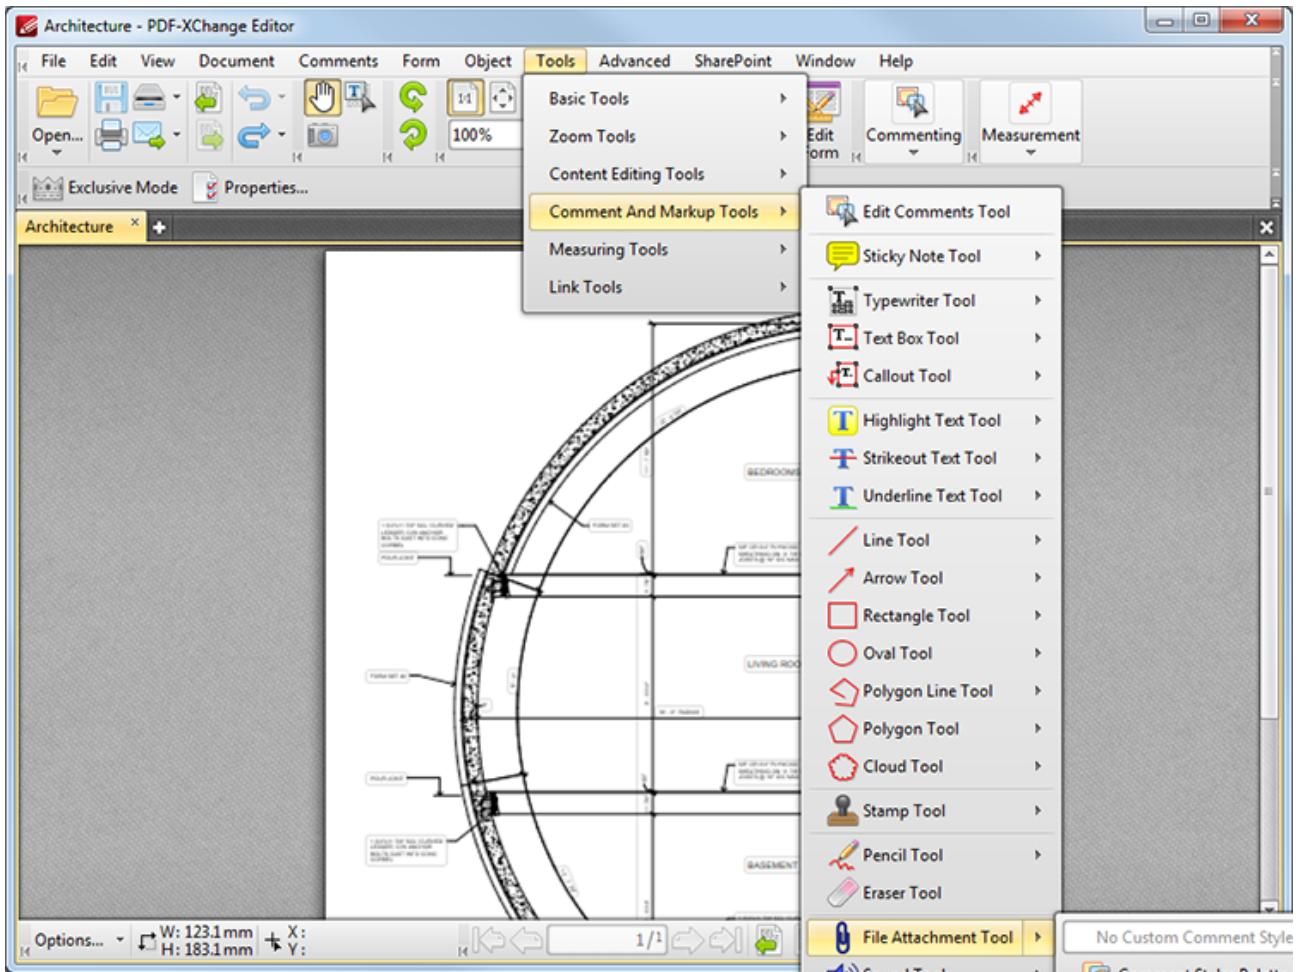 Architecture - PDF-XChange Editor
File Edit View Document Comments Form Object Tools Advanced SharePoint Window Help
Open...
1:1
100%
Edit
Form
Commenting
Measurement
Exclusive Mode Properties...
Architecture
Basic Tools
Zoom Tools
Content Editing Tools
Comment And Markup Tools
Measuring Tools
Link Tools
Edit Comments Tool
Sticky Note Tool
Typewriter Tool
Text Box Tool
Callout Tool
Highlight Text Tool
Strikeout Text Tool
Underline Text Tool
Line Tool
Arrow Tool
Rectangle Tool
Oval Tool
Polygon Line Tool
Polygon Tool
Cloud Tool
Stamp Tool
Pencil Tool
Eraser Tool
File Attachment Tool
No Custom Comment Style
BEDROOMS
LIVING ROO
BASEMENT
Options...
W: 123.1 mm
H: 183.1 mm
X:
Y:
1/1